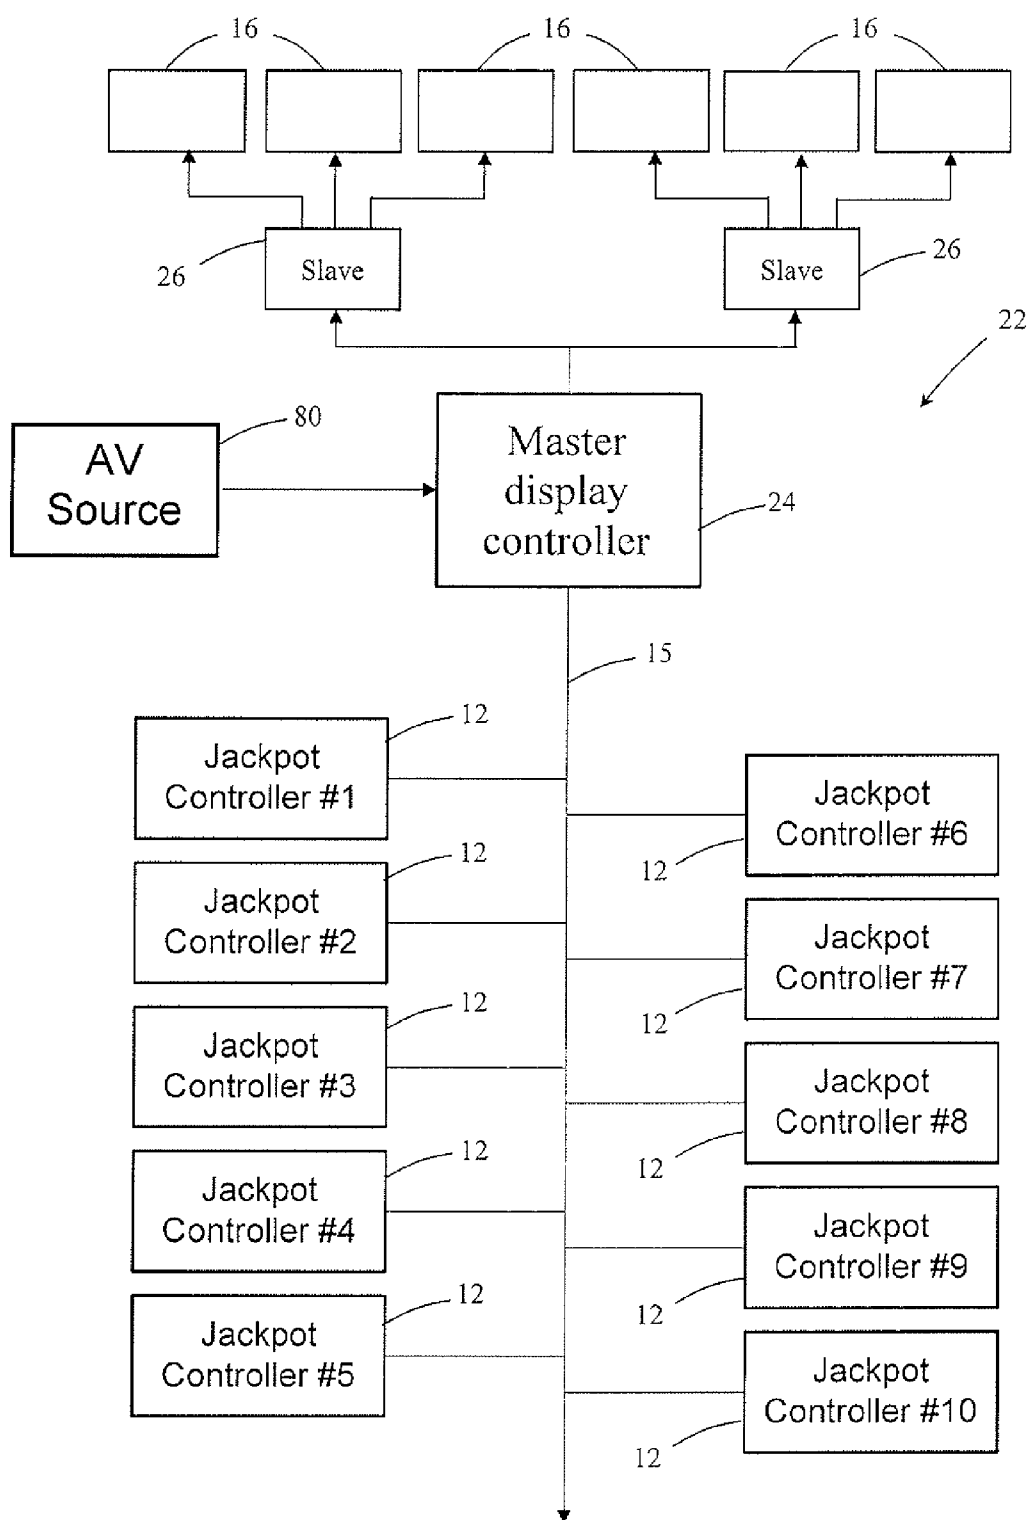 16
16
16
26
Slave
Slave
26
22
80
AV
Source
Master
display
controller
24
15
12
Jackpot
Controller #1
12
Jackpot
Controller #2
12
Jackpot
Controller #3
12
Jackpot
Controller #4
12
Jackpot
Controller #5
Jackpot
Controller #6
12
Jackpot
Controller #7
12
Jackpot
Controller #8
12
Jackpot
Controller #9
12
Jackpot
Controller #10
12